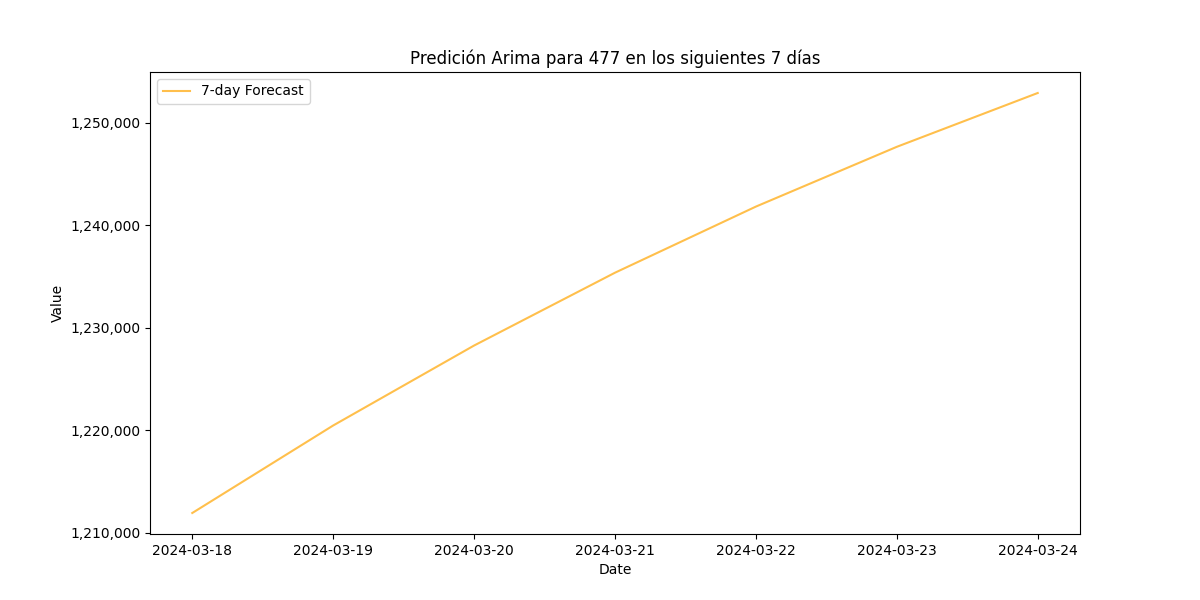 Predición Arima para 477 en los siguientes 7 días
7-day Forecast
Value
1,250,000
1,240,000
1,230,000
1,220,000
1,210,000
2024-03-18 2024-03-19 2024-03-20 2024-03-21 2024-03-22 2024-03-23 2024-03-24
Date